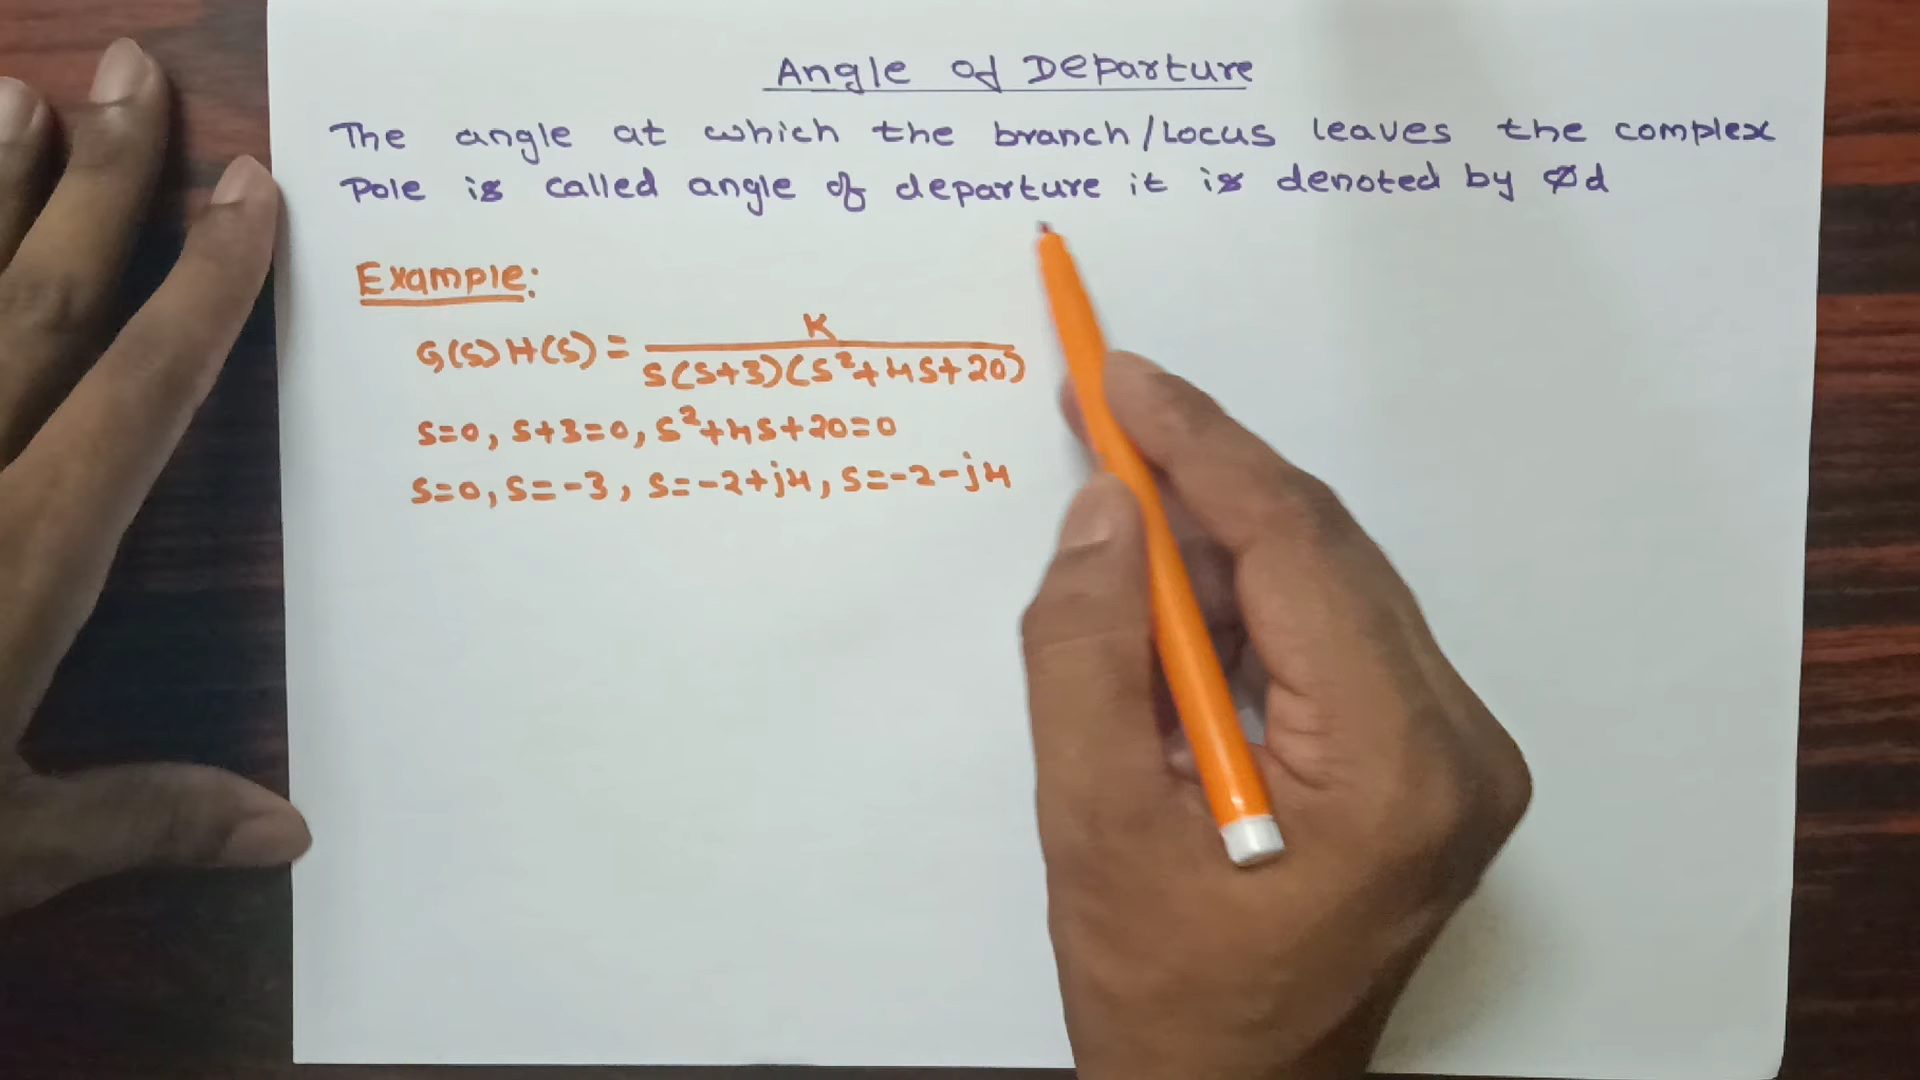 Angle of Departure
The angle at which the branch/Locus leaves the complex
Pole is called angle of departure it is denoted by ϕd
Example:
G(s)H(s) = K / s(s+3)(s²+4s+20)
s=0, s+3=0, s²+4s+20=0
s=0, s=-3, s=-2+j4, s=-2-j4